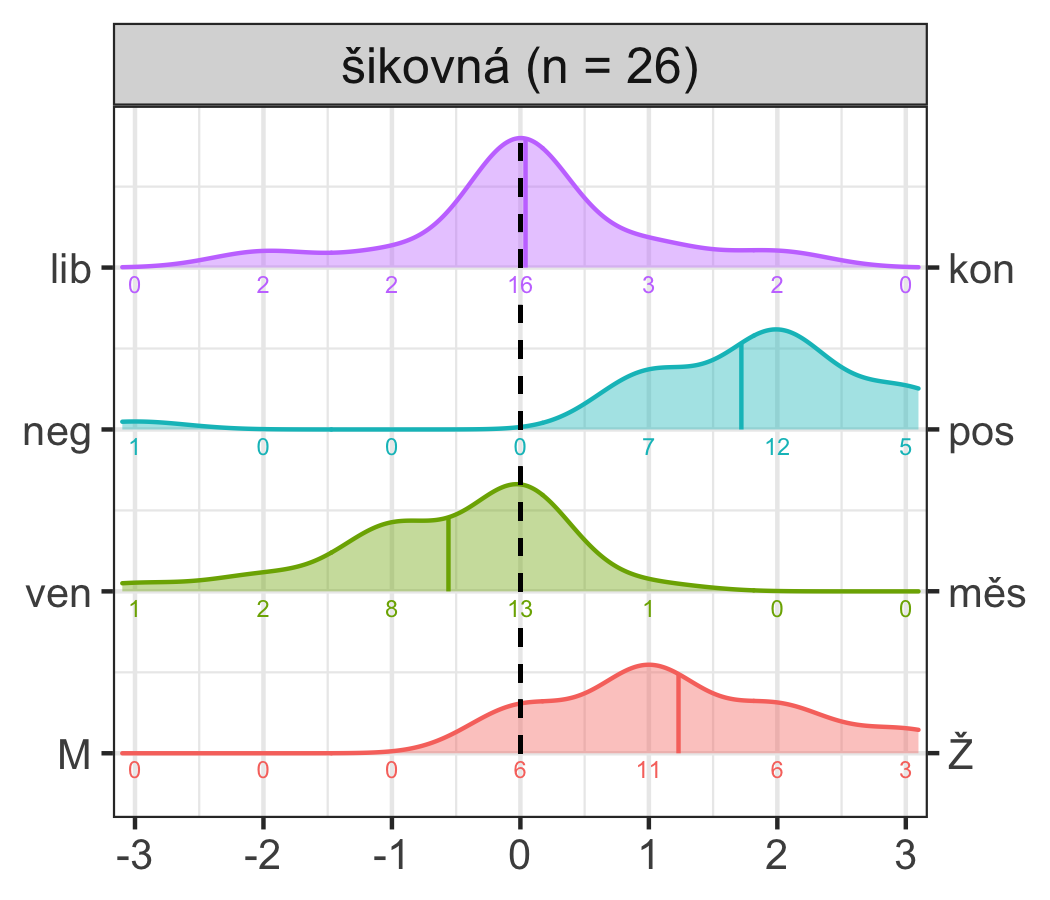 šikovná (n = 26)
lib kon
0 2 2 16 3 2 0
neg pos
1 0 0 0 7 12 5
ven měs
1 2 8 13 1 0 0
M Ž
0 0 0 6 11 6 3
-3 -2 -1 0 1 2 3